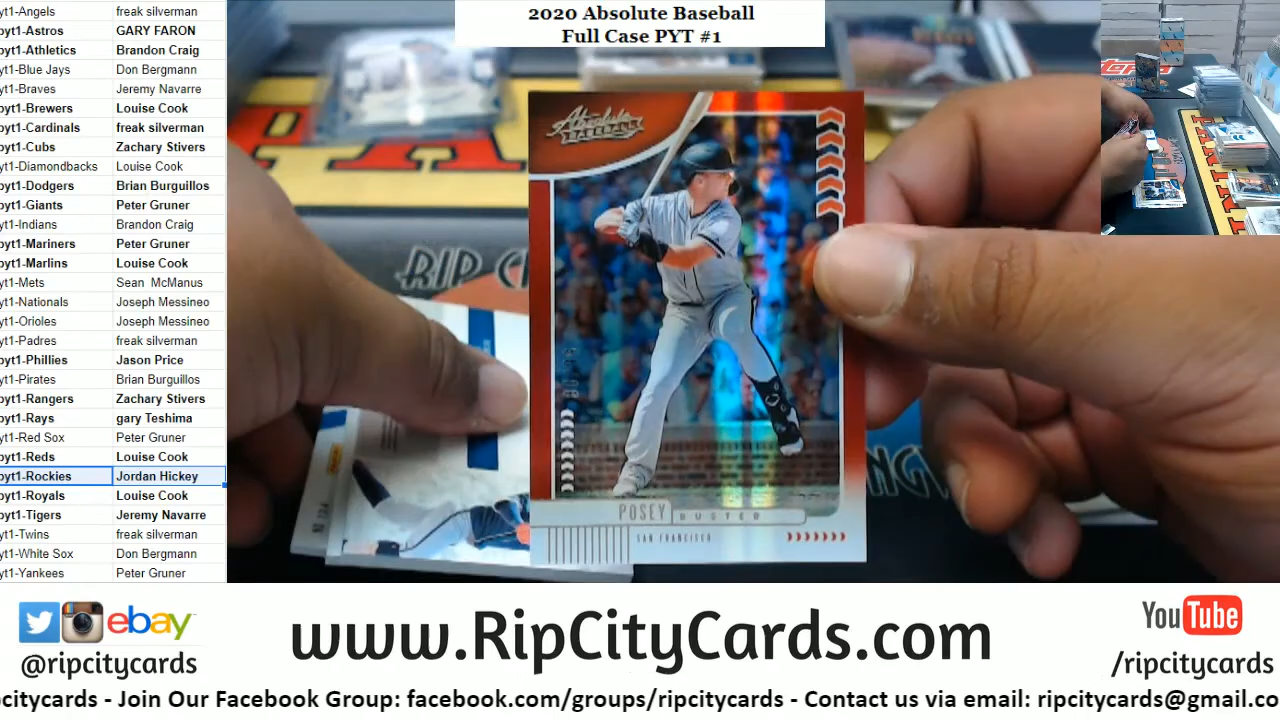 2020 Absolute Baseball
Full Case PYT #1
yt1-Angels freak silverman
pyt1-Astros GARY FARON
pyt1-Athletics Brandon Craig
yt1-Blue Jays Don Bergmann
yt1-Braves Jeremy Navarre
pyt1-Brewers Louise Cook
pyt1-Cardinals freak silverman
pyt1-Cubs Zachary Stivers
yt1-Diamondbacks Louise Cook
pyt1-Dodgers Brian Burguillos
pyt1-Giants Peter Gruner
yt1-Indians Brandon Craig
pyt1-Mariners Peter Gruner
pyt1-Marlins Louise Cook
yt1-Mets Sean McManus
yt1-Nationals Joseph Messineo
yt1-Orioles Joseph Messineo
yt1-Padres freak silverman
pyt1-Phillies Jason Price
yt1-Pirates Brian Burguillos
pyt1-Rangers Zachary Stivers
pyt1-Rays gary Teshima
yt1-Red Sox Peter Gruner
pyt1-Reds Louise Cook
pyt1-Rockies Jordan Hickey
pyt1-Royals Louise Cook
pyt1-Tigers Jeremy Navarre
yt1-Twins freak silverman
yt1-White Sox Don Bergmann
yt1-Yankees Peter Gruner
Absolute
BASEBALL
RIP
POSEY BUSTER
SAN FRANCISCO
topps
ebay
@ripcitycards
www.RipCityCards.com
YouTube
/ripcitycards
pcitycards - Join Our Facebook Group: facebook.com/groups/ripcitycards - Contact us via email: ripcitycards@gmail.co